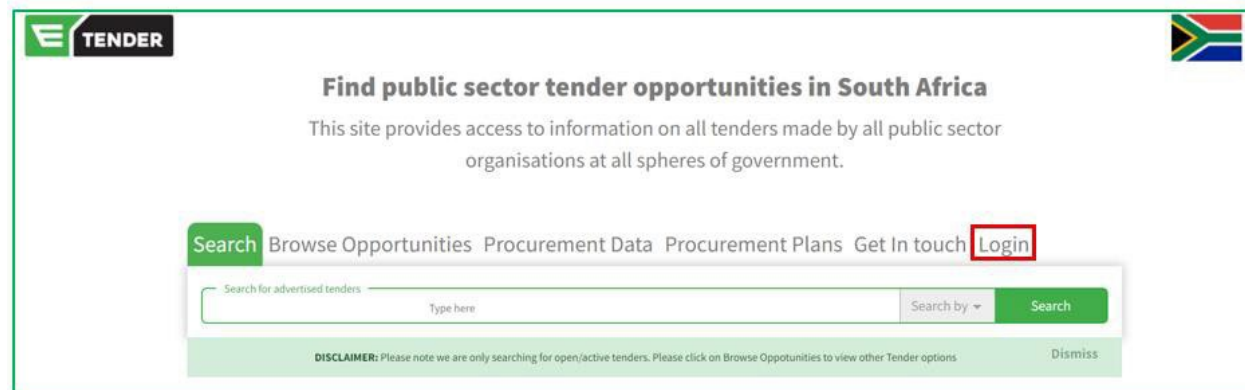 E TENDER
Find public sector tender opportunities in South Africa
This site provides access to information on all tenders made by all public sector
organisations at all spheres of government.
Search Browse Opportunities Procurement Data Procurement Plans Get In touch Login
Search for advertised tenders
Type here Search by Search
DISCLAIMER: Please note we are only searching for open/active tenders. Please click on Browse Oppotunities to view other Tender options Dismiss